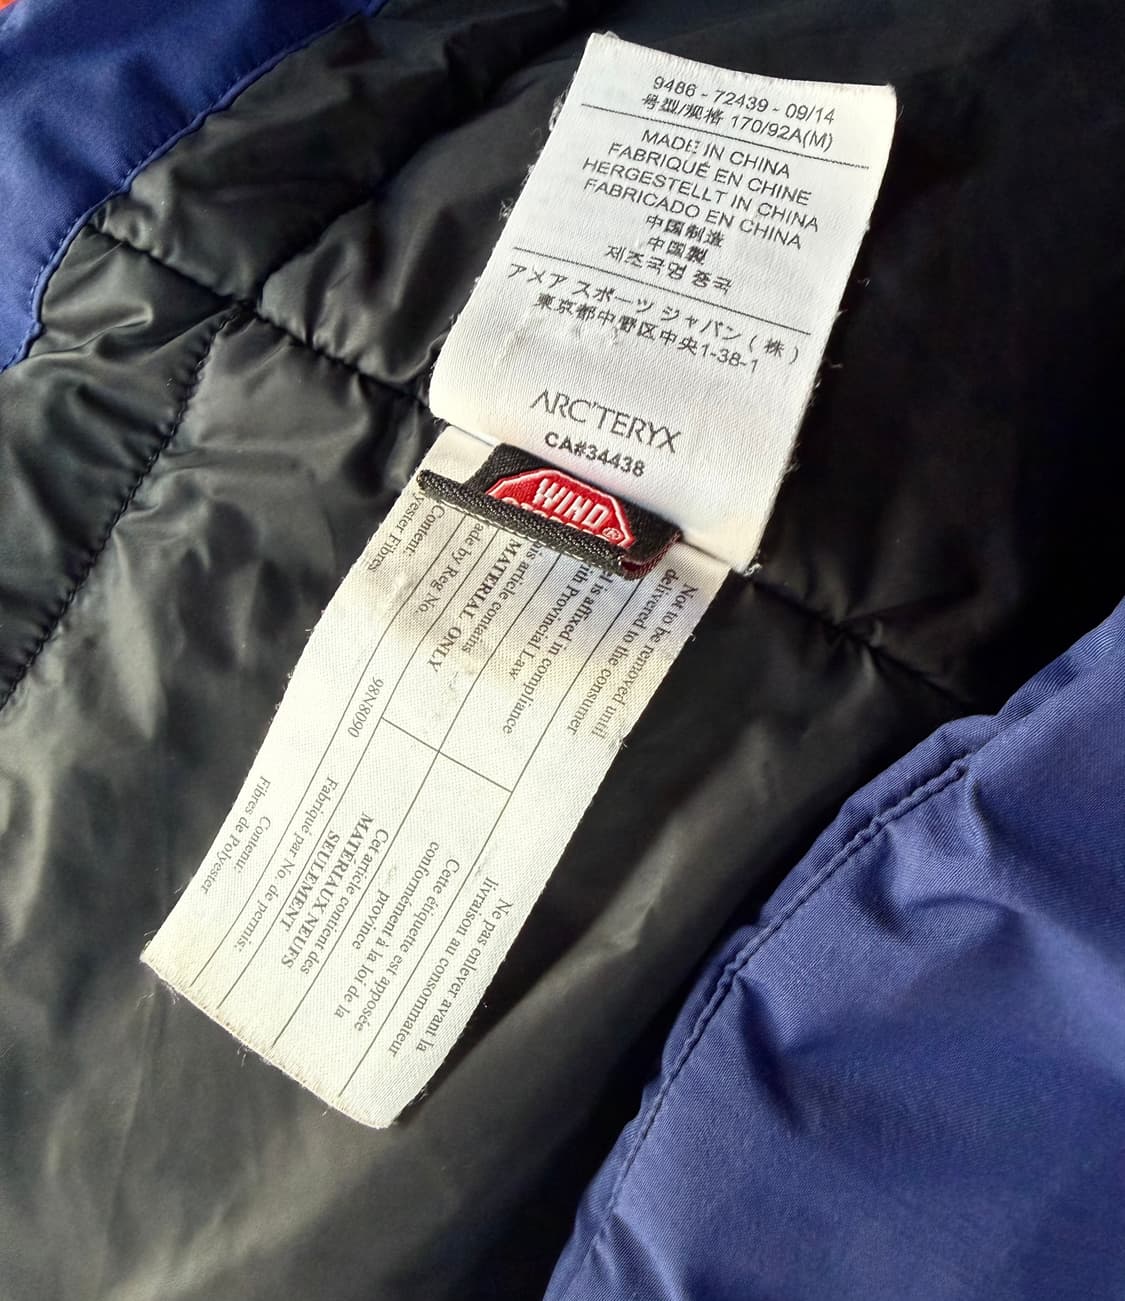 9486 - 72439 - 09/14
号型/规格 170/92A(M)
MADE IN CHINA
FABRIQUÉ EN CHINE
HERGESTELLT IN CHINA
FABRICADO EN CHINA
中国制造
中国製
제조국명 중국
アメア スポーツ ジャパン ( 株 )
東京都中野区中央1-38-1
ARC'TERYX
CA#34438
WIND
®
Not to be removed until
delivered to the consumer
is affixed in compliance
with Provincial Law
article contains
MATERIAL ONLY
by Reg No.
98N8090
Content:
Fibres
Ne pas enlever avant la
livraison au consommateur
Cette étiquette est apposée
conformément à la loi de la
province
Cet article contient des
MATERIAUX NEUFS
SEULEMENT
Fabriqué par No. de permis:
Contenu:
Fibres de Polyester